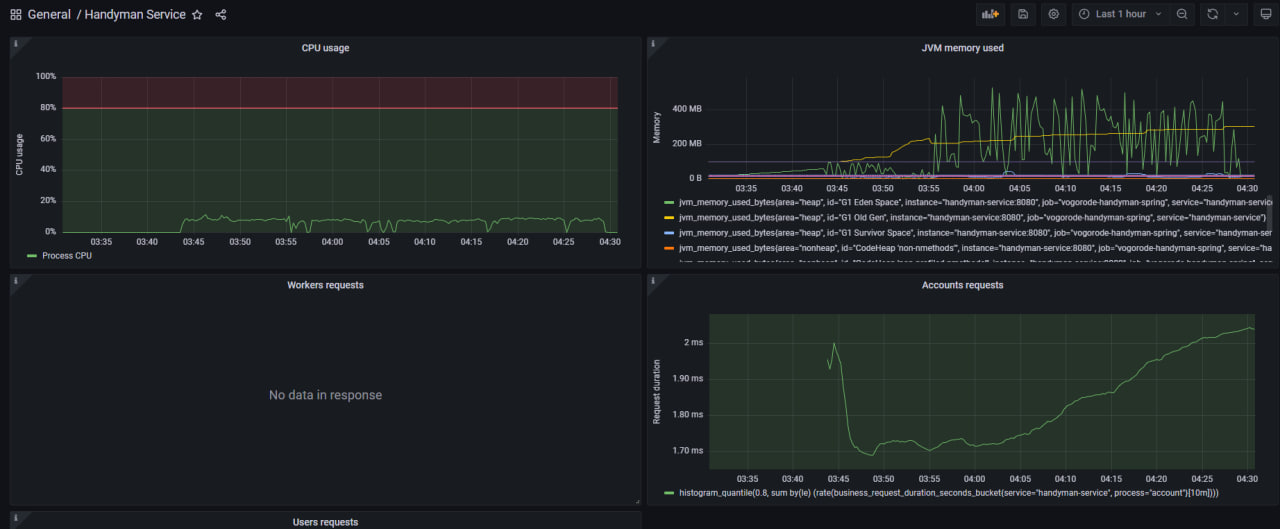 General / Handyman Service
Last 1 hour
CPU usage
100%
80%
60%
40%
20%
0%
CPU usage
03:35 03:40 03:45 03:50 03:55 04:00 04:05 04:10 04:15 04:20 04:25 04:30
Process CPU
JVM memory used
400 MB
200 MB
0 B
Memory
03:35 03:40 03:45 03:50 03:55 04:00 04:05 04:10 04:15 04:20 04:25 04:30
jvm_memory_used_bytes{area="heap", id="G1 Eden Space", instance="handyman-service:8080", job="vogorode-handyman-spring", service="handyman-service
jvm_memory_used_bytes{area="heap", id="G1 Old Gen", instance="handyman-service:8080", job="vogorode-handyman-spring", service="handyman-service"}
jvm_memory_used_bytes{area="heap", id="G1 Survivor Space", instance="handyman-service:8080", job="vogorode-handyman-spring", service="handyman-ser
jvm_memory_used_bytes{area="nonheap", id="CodeHeap 'non-nmethods'", instance="handyman-service:8080", job="vogorode-handyman-spring", service="ha
Workers requests
No data in response
Accounts requests
2 ms
1.90 ms
1.80 ms
1.70 ms
Request duration
03:35 03:40 03:45 03:50 03:55 04:00 04:05 04:10 04:15 04:20 04:25 04:30
histogram_quantile(0.8, sum by(le) (rate(business_request_duration_seconds_bucket{service="handyman-service", process="account"}[10m])))
Users requests